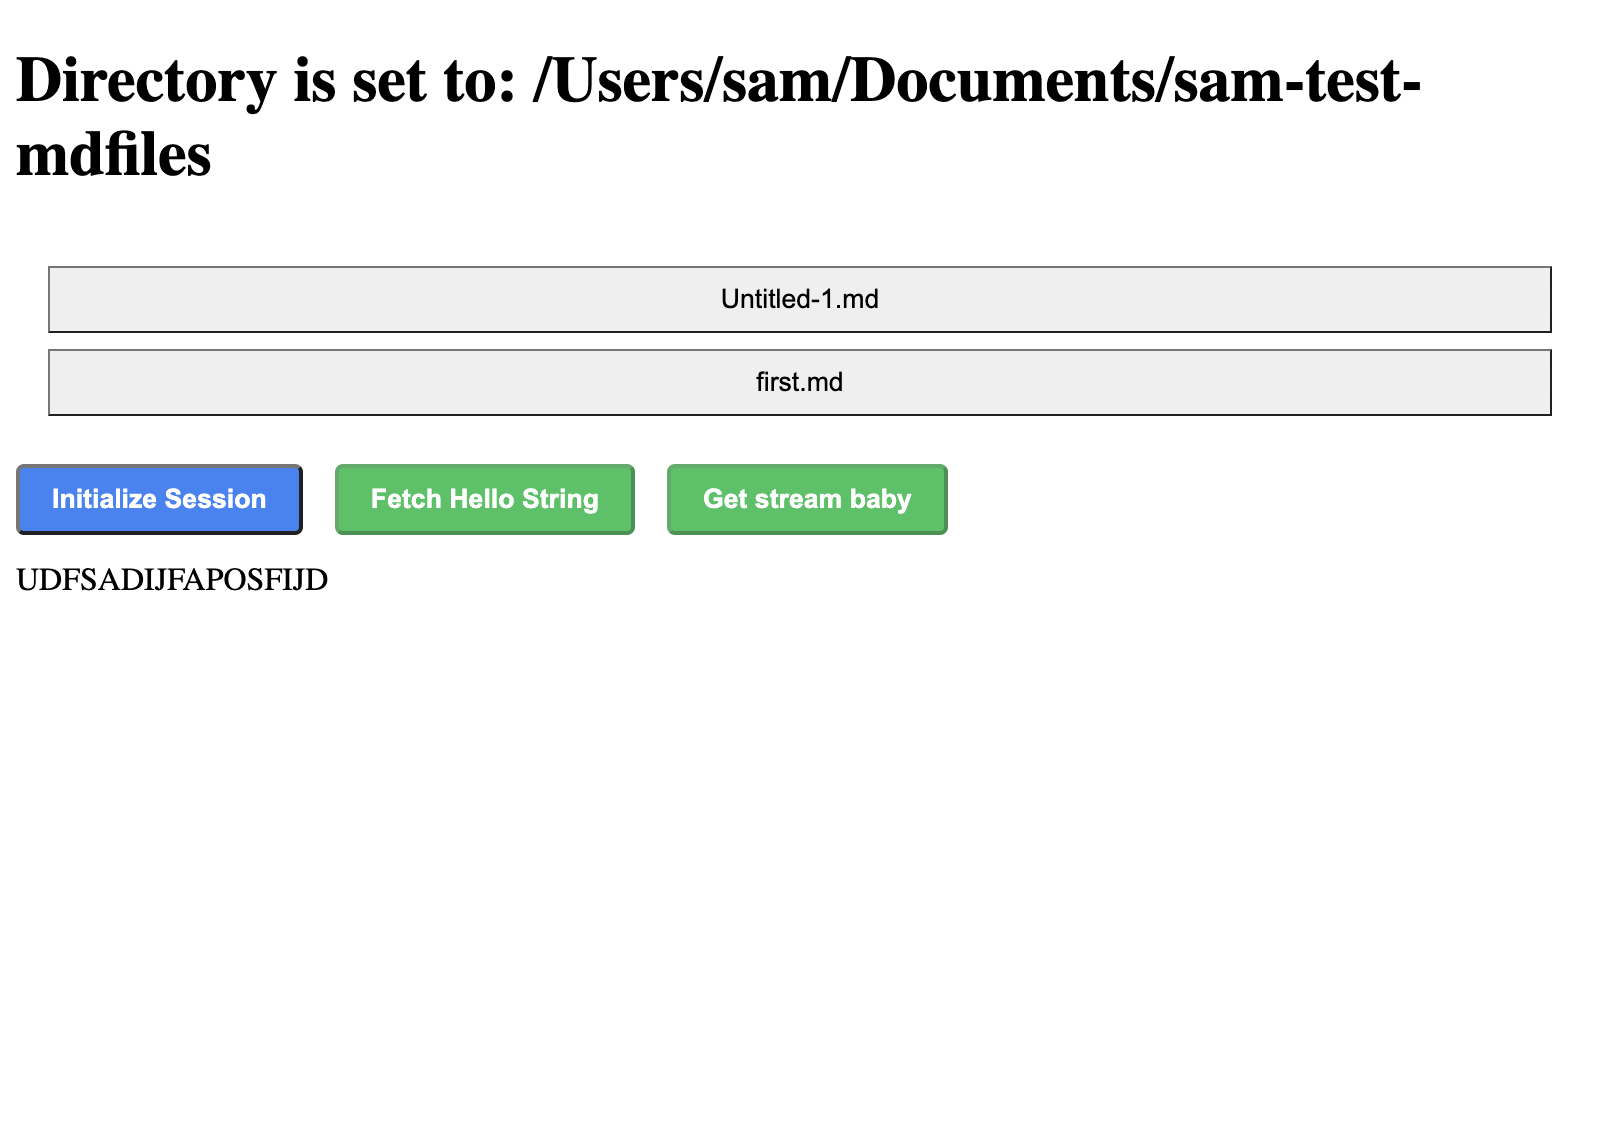 Directory is set to: /Users/sam/Documents/sam-test-
mdfiles
Untitled-1.md
first.md
Initialize Session Fetch Hello String Get stream baby
UDFSADIJFAPOSFIJD